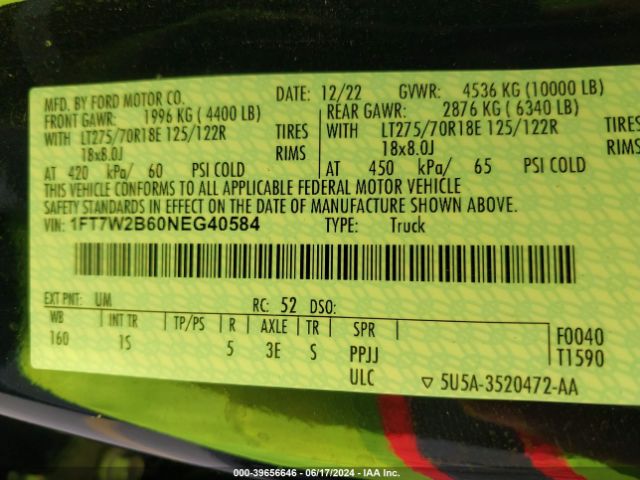 MFD. BY FORD MOTOR CO. DATE: 12/22 GVWR: 4536 KG (10000 LB)
FRONT GAWR: 1996 KG ( 4400 LB) REAR GAWR: 2876 KG ( 6340 LB)
WITH LT275/70R18E 125/122R TIRES WITH LT275/70R18E 125/122R TIRES
18x8.0J RIMS 18x8.0J RIMS
AT 420 kPa/ 60 PSI COLD AT 450 kPa/ 65 PSI COLD
THIS VEHICLE CONFORMS TO ALL APPLICABLE FEDERAL MOTOR VEHICLE
SAFETY STANDARDS IN EFFECT ON THE DATE OF MANUFACTURE SHOWN ABOVE.
VIN: 1FT7W2B60NEG40584 TYPE: Truck
EXT PNT: UM RC: 52 DSO:
WB INT TR TP/PS R AXLE TR SPR F0040
160 1S 5 3E S PPJJ T1590
ULC ▽ 5U5A-3520472-AA
000-39656646 - 06/17/2024 - IAA Inc.